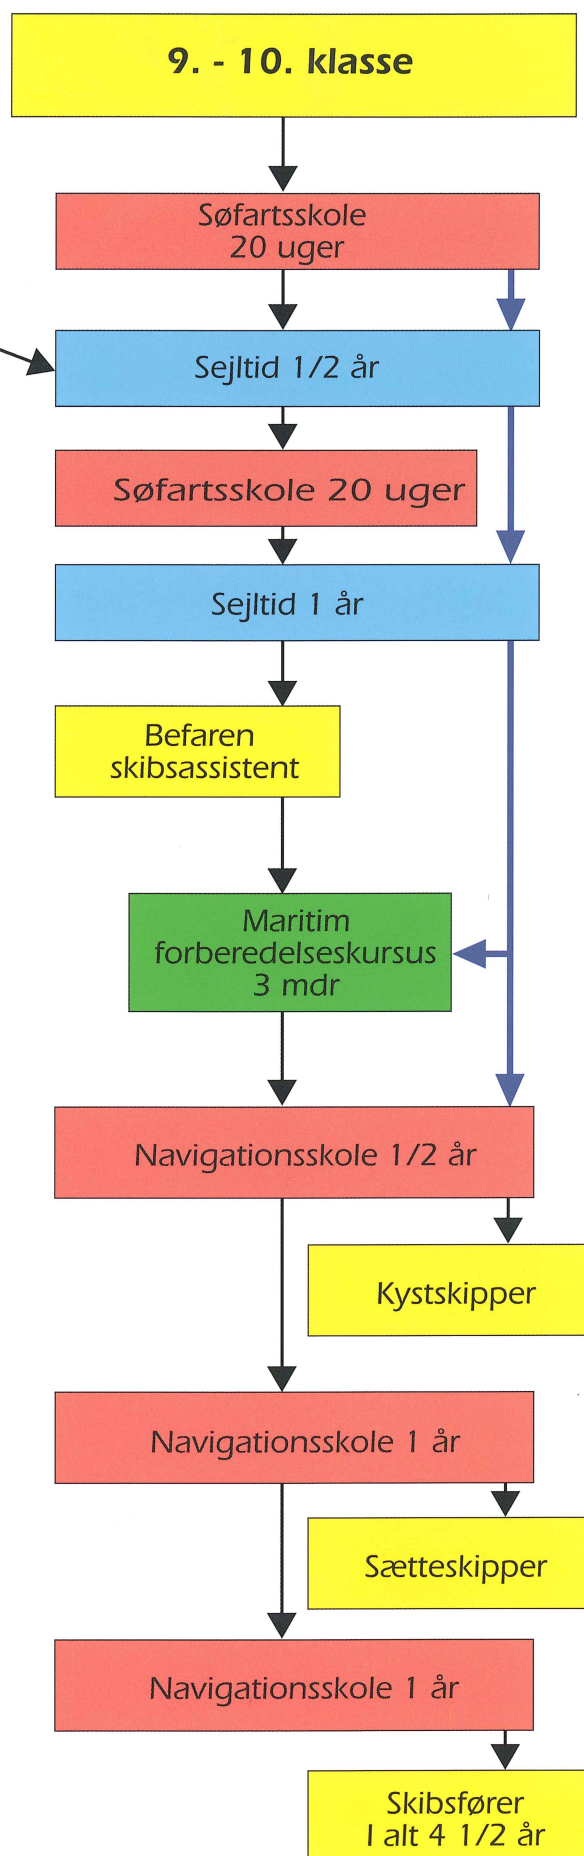 9. - 10. klasse
Søfartsskole
20 uger
Sejltid 1/2 år
Søfartsskole 20 uger
Sejltid 1 år
Befaren
skibsassistent
Maritim
forberedelseskursus
3 mdr
Navigationsskole 1/2 år
Kystskipper
Navigationsskole 1 år
Sætteskipper
Navigationsskole 1 år
Skibsfører
I alt 4 1/2 år